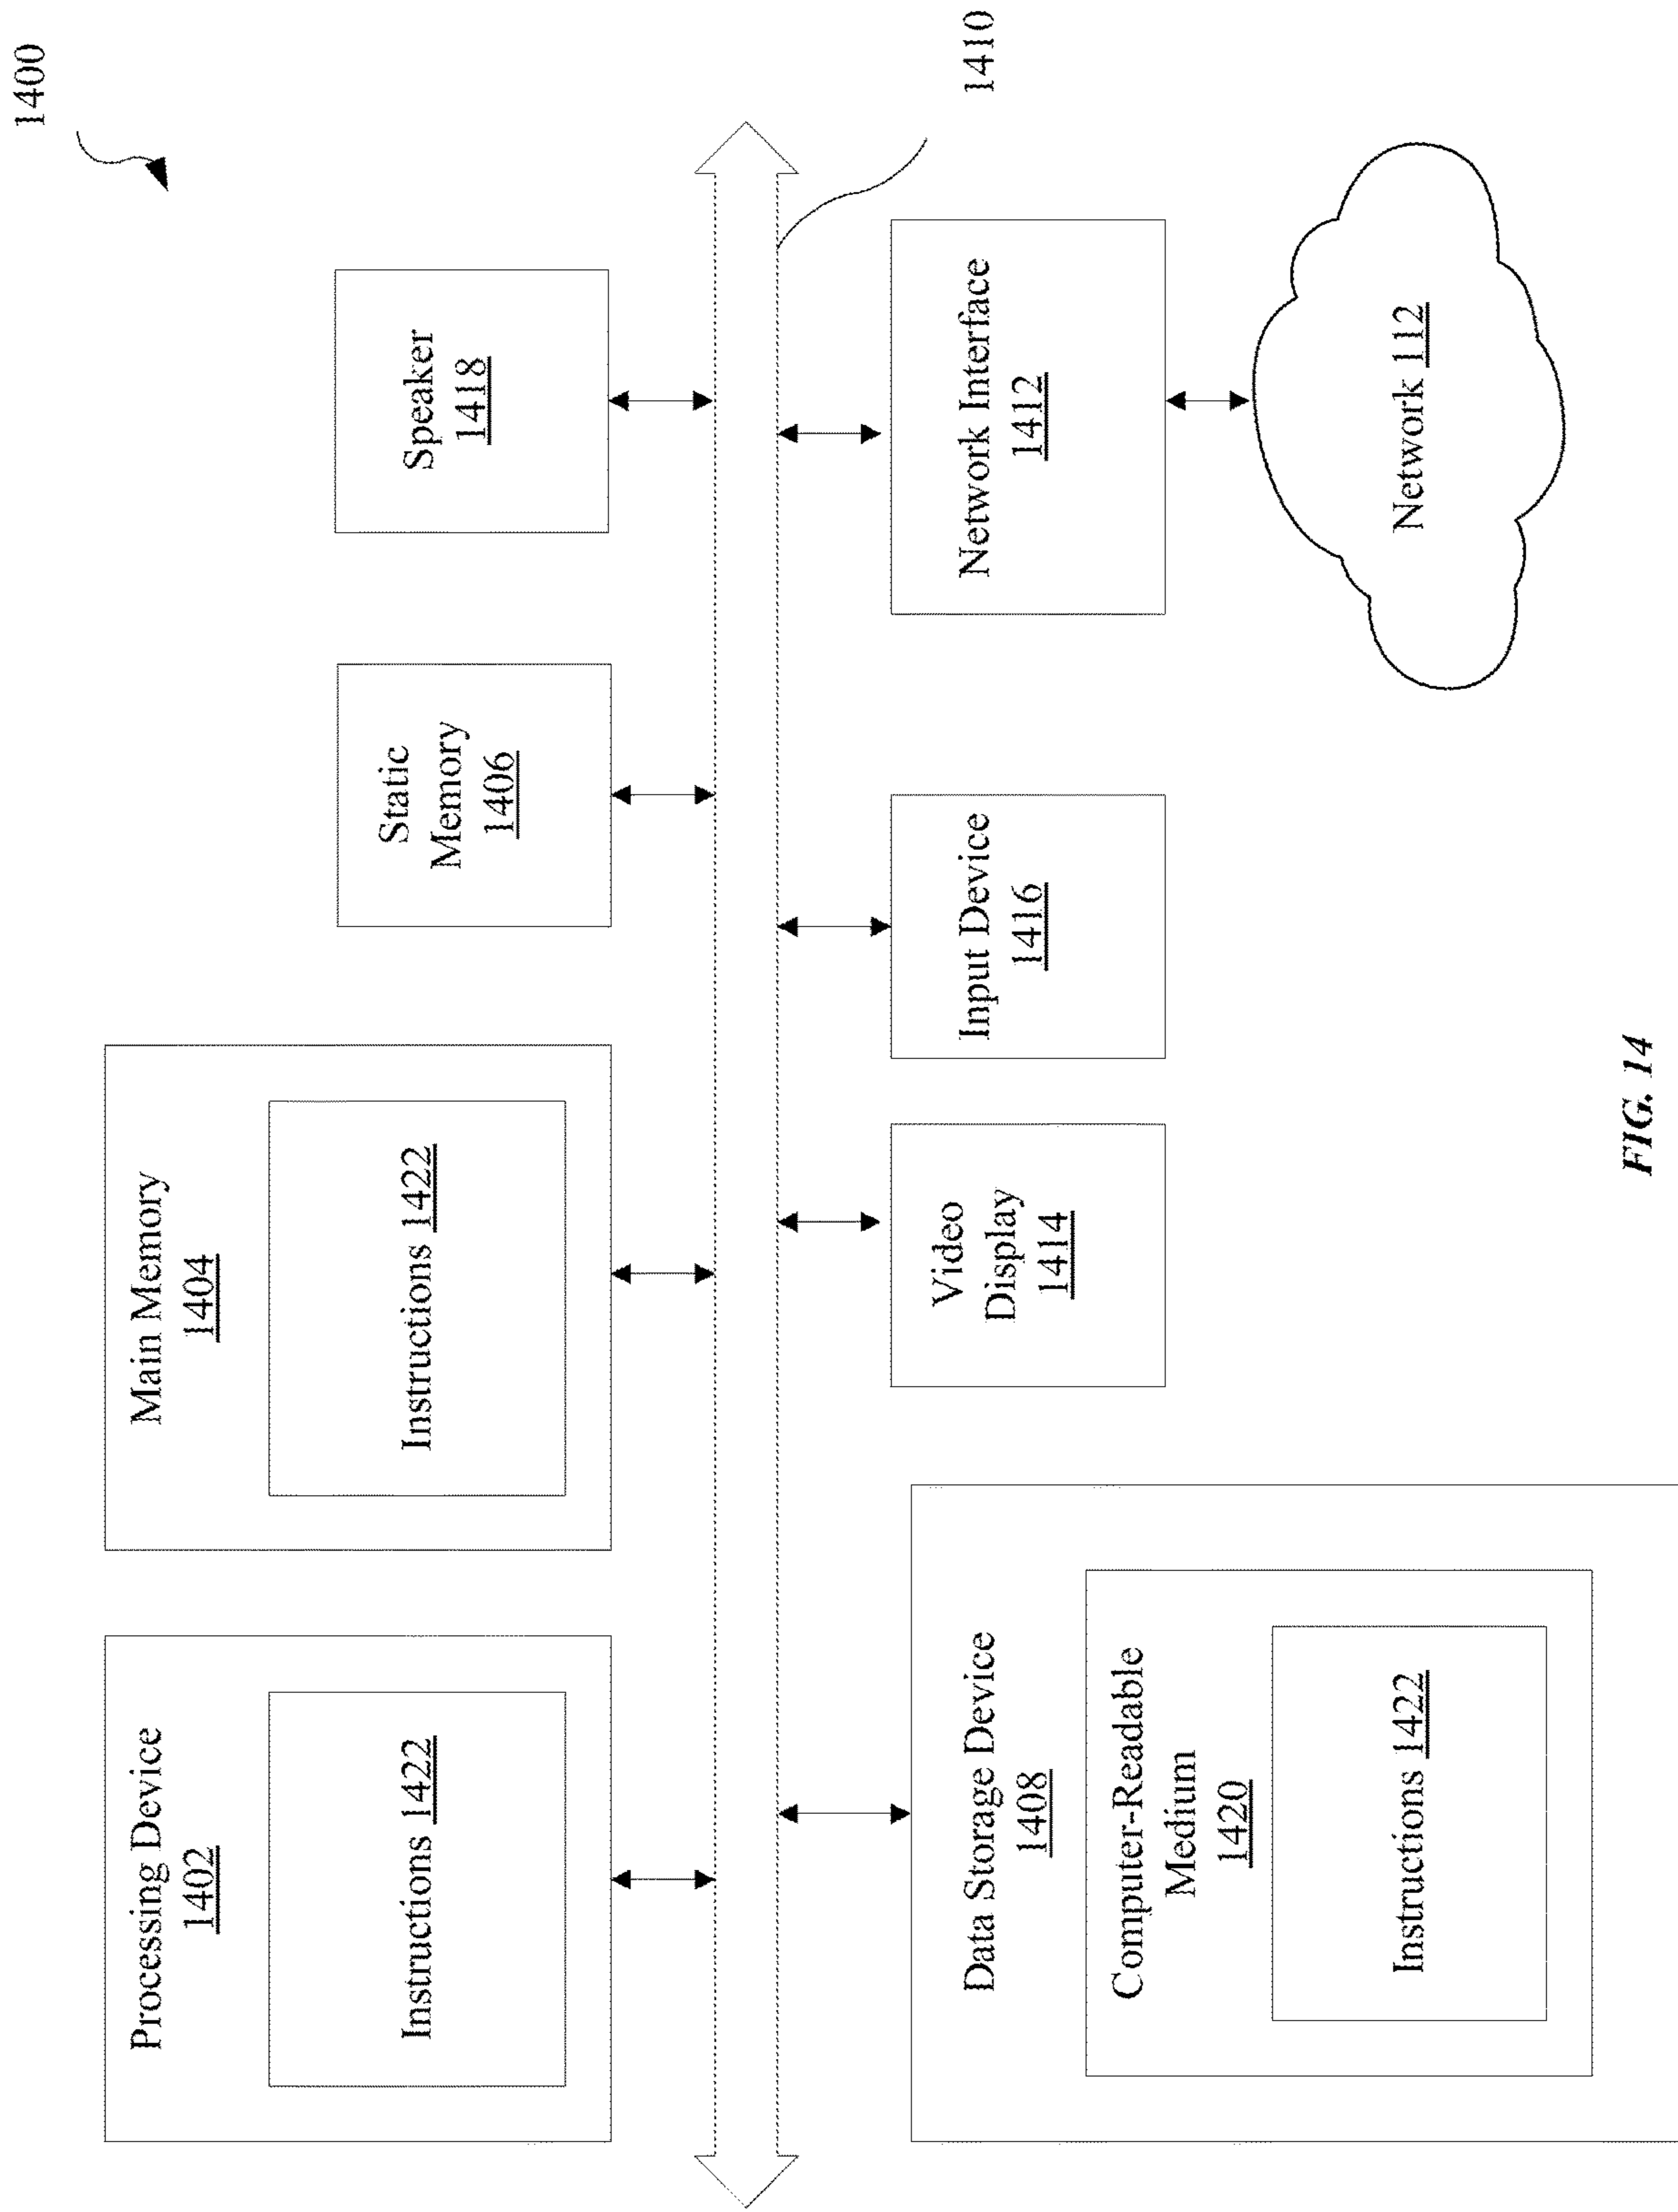 1400
Processing Device
1402
Instructions 1422
Main Memory
1404
Instructions 1422
Static
Memory
1406
Speaker
1418
1410
Data Storage Device
1408
Computer-Readable
Medium
1420
Instructions 1422
Video
Display
1414
Input Device
1416
Network Interface
1412
Network 112
FIG. 14